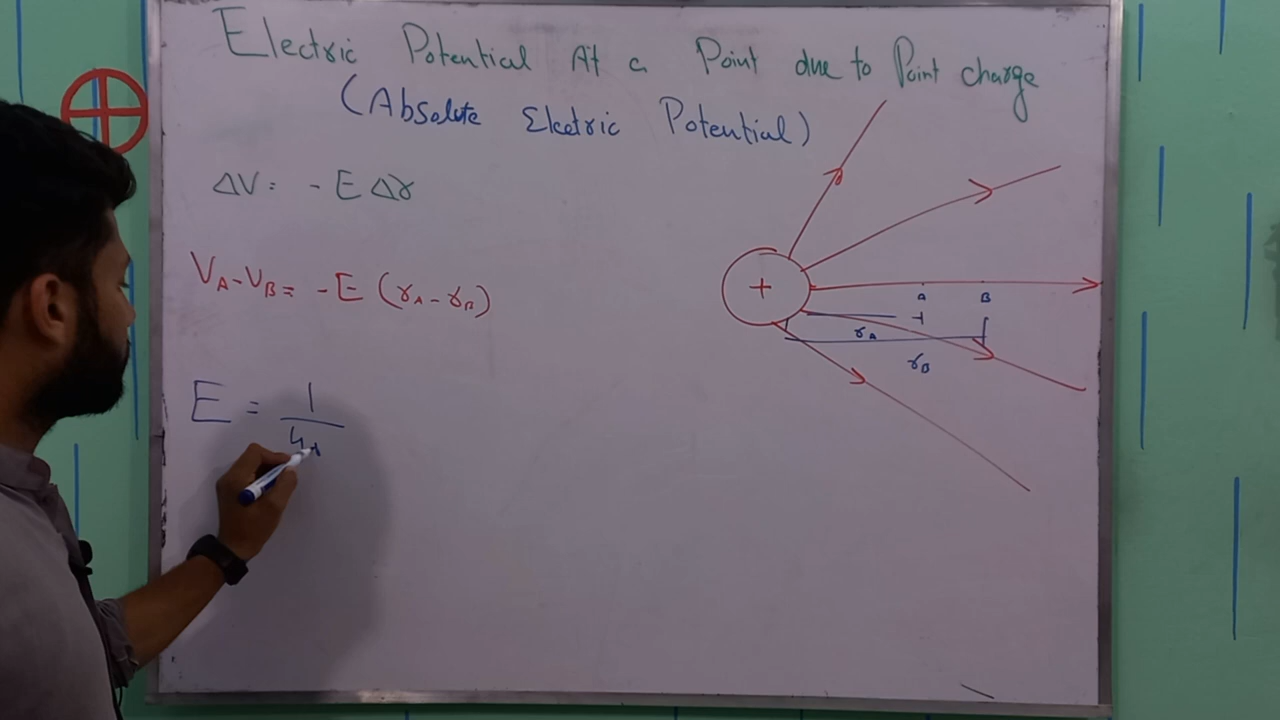 Electric Potential At a Point due to Point charge
(Absolute Electric Potential)
ΔV = - E Δr
V_A - V_B = - E (r_A - r_B)
E = 1 / 4π
+
A B
r_A
r_B